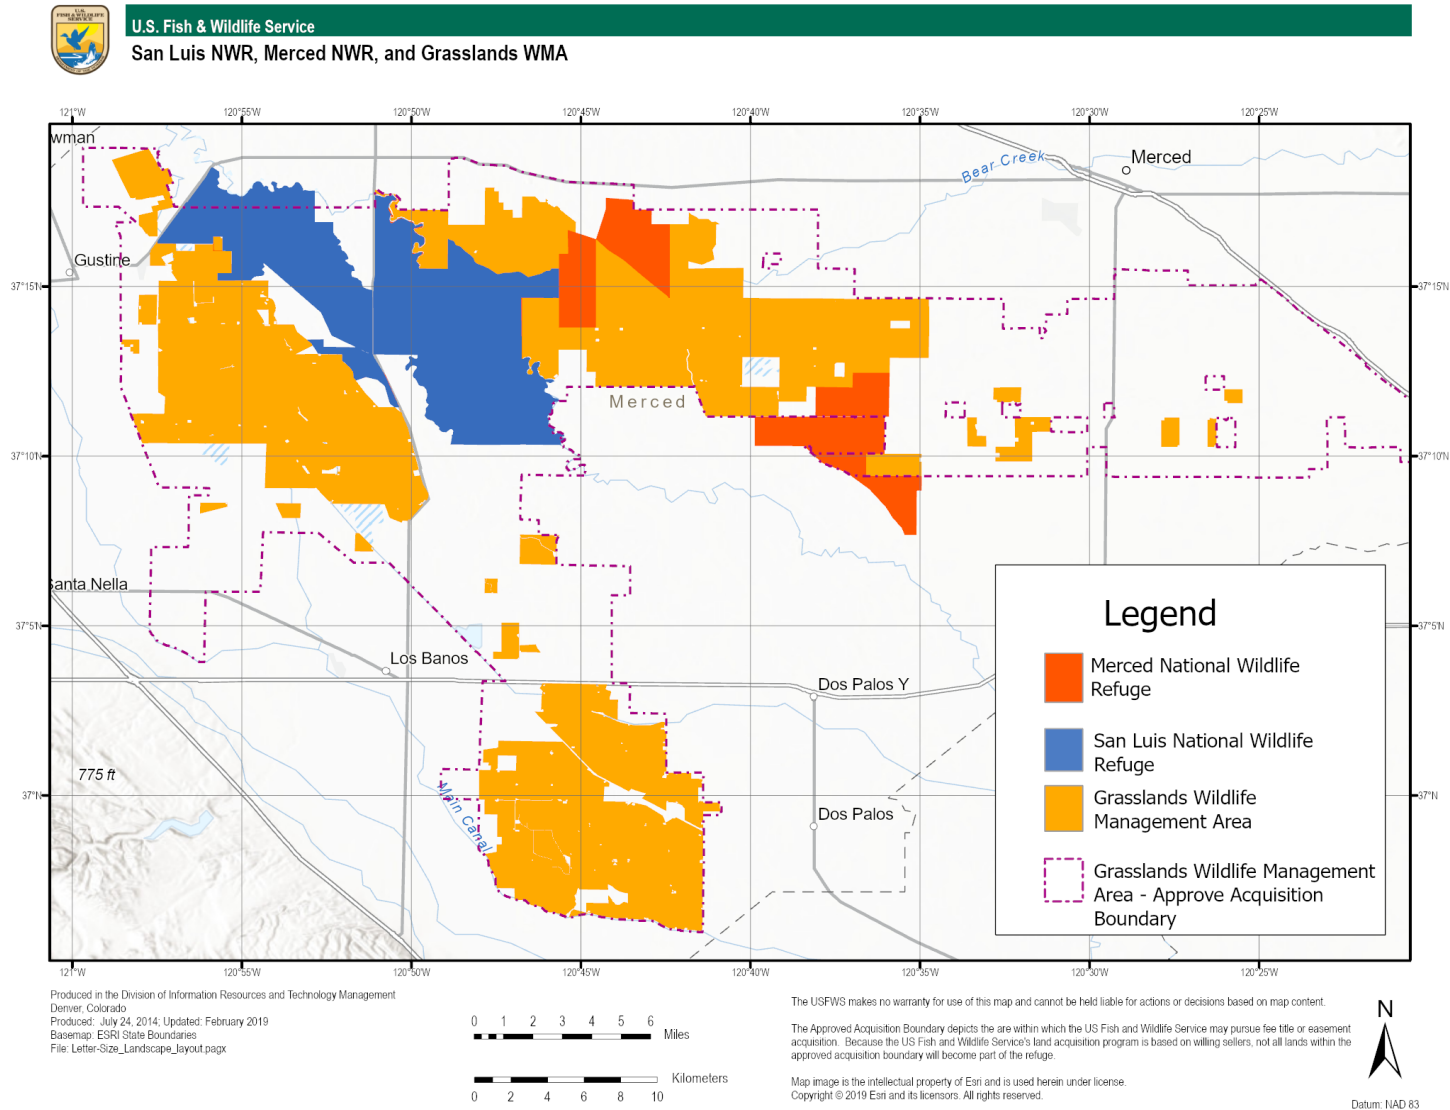 U.S.
FISH & WILDLIFE
SERVICE
U.S. Fish & Wildlife Service
San Luis NWR, Merced NWR, and Grasslands WMA
121°W 120°55'W 120°50'W 120°45'W 120°40'W 120°35'W 120°30'W 120°25'W
wman
Bear Creek
Merced
Gustine
37°15'N 37°15'N
Merced
37°10'N 37°10'N
Santa Nella
37°5'N 37°5'N
Los Banos
Dos Palos Y
775 ft
37°N 37°N
Main Canal
Dos Palos
Legend
Merced National Wildlife
Refuge
San Luis National Wildlife
Refuge
Grasslands Wildlife
Management Area
Grasslands Wildlife Management
Area - Approve Acquisition
Boundary
121°W 120°55'W 120°50'W 120°45'W 120°40'W 120°35'W 120°30'W 120°25'W
Produced in the Division of Information Resources and Technology Management
Denver, Colorado
Produced: July 24, 2014; Updated: February 2019
Basemap: ESRI State Boundaries
File: Letter-Size_Landscape_layout.pagx
0 1 2 3 4 5 6
Miles
Kilometers
0 2 4 6 8 10
The USFWS makes no warranty for use of this map and cannot be held liable for actions or decisions based on map content.
The Approved Acquisition Boundary depicts the are within which the US Fish and Wildlife Service may pursue fee title or easement
acquisition. Because the US Fish and Wildlife Service's land acquisition program is based on willing sellers, not all lands within the
approved acquisition boundary will become part of the refuge.
Map image is the intellectual property of Esri and is used herein under license.
Copyright © 2019 Esri and its licensors. All rights reserved.
N
Datum: NAD 83